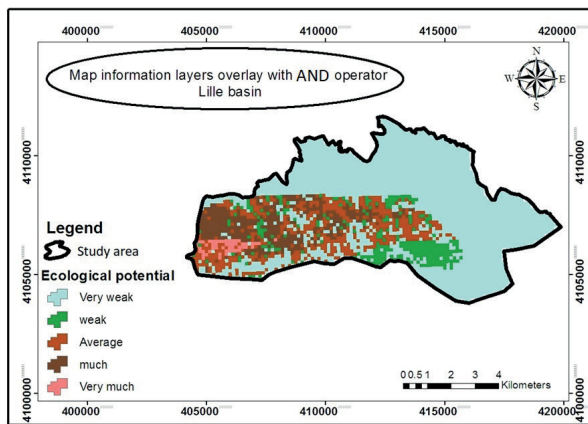 400000 405000 410000 415000 420000
Map information layers overlay with AND operator
Lille basin
N
W E
S
4110000 4110000
Legend
Study area
Ecological potential
4105000 4105000
Very weak
weak
Average
much
Very much
0 0.5 1 2 3 4
Kilometers
4100000 4100000
400000 405000 410000 415000 420000